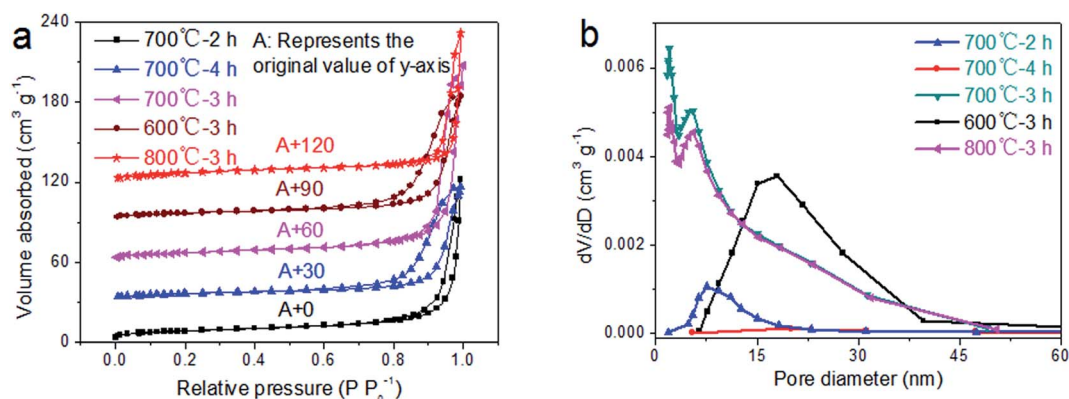 a
240
180
120
60
0
Volume absorbed (cm³ g⁻¹)
700℃-2 h
700℃-4 h
700℃-3 h
600℃-3 h
800℃-3 h
A: Represents the
original value of y-axis
A+120
A+90
A+60
A+30
A+0
0.0 0.2 0.4 0.6 0.8 1.0
Relative pressure (P P₀⁻¹)
b
0.006
0.004
0.002
0.000
dV/dD (cm³ g⁻¹)
700℃-2 h
700℃-4 h
700℃-3 h
600℃-3 h
800℃-3 h
0 15 30 45 60
Pore diameter (nm)